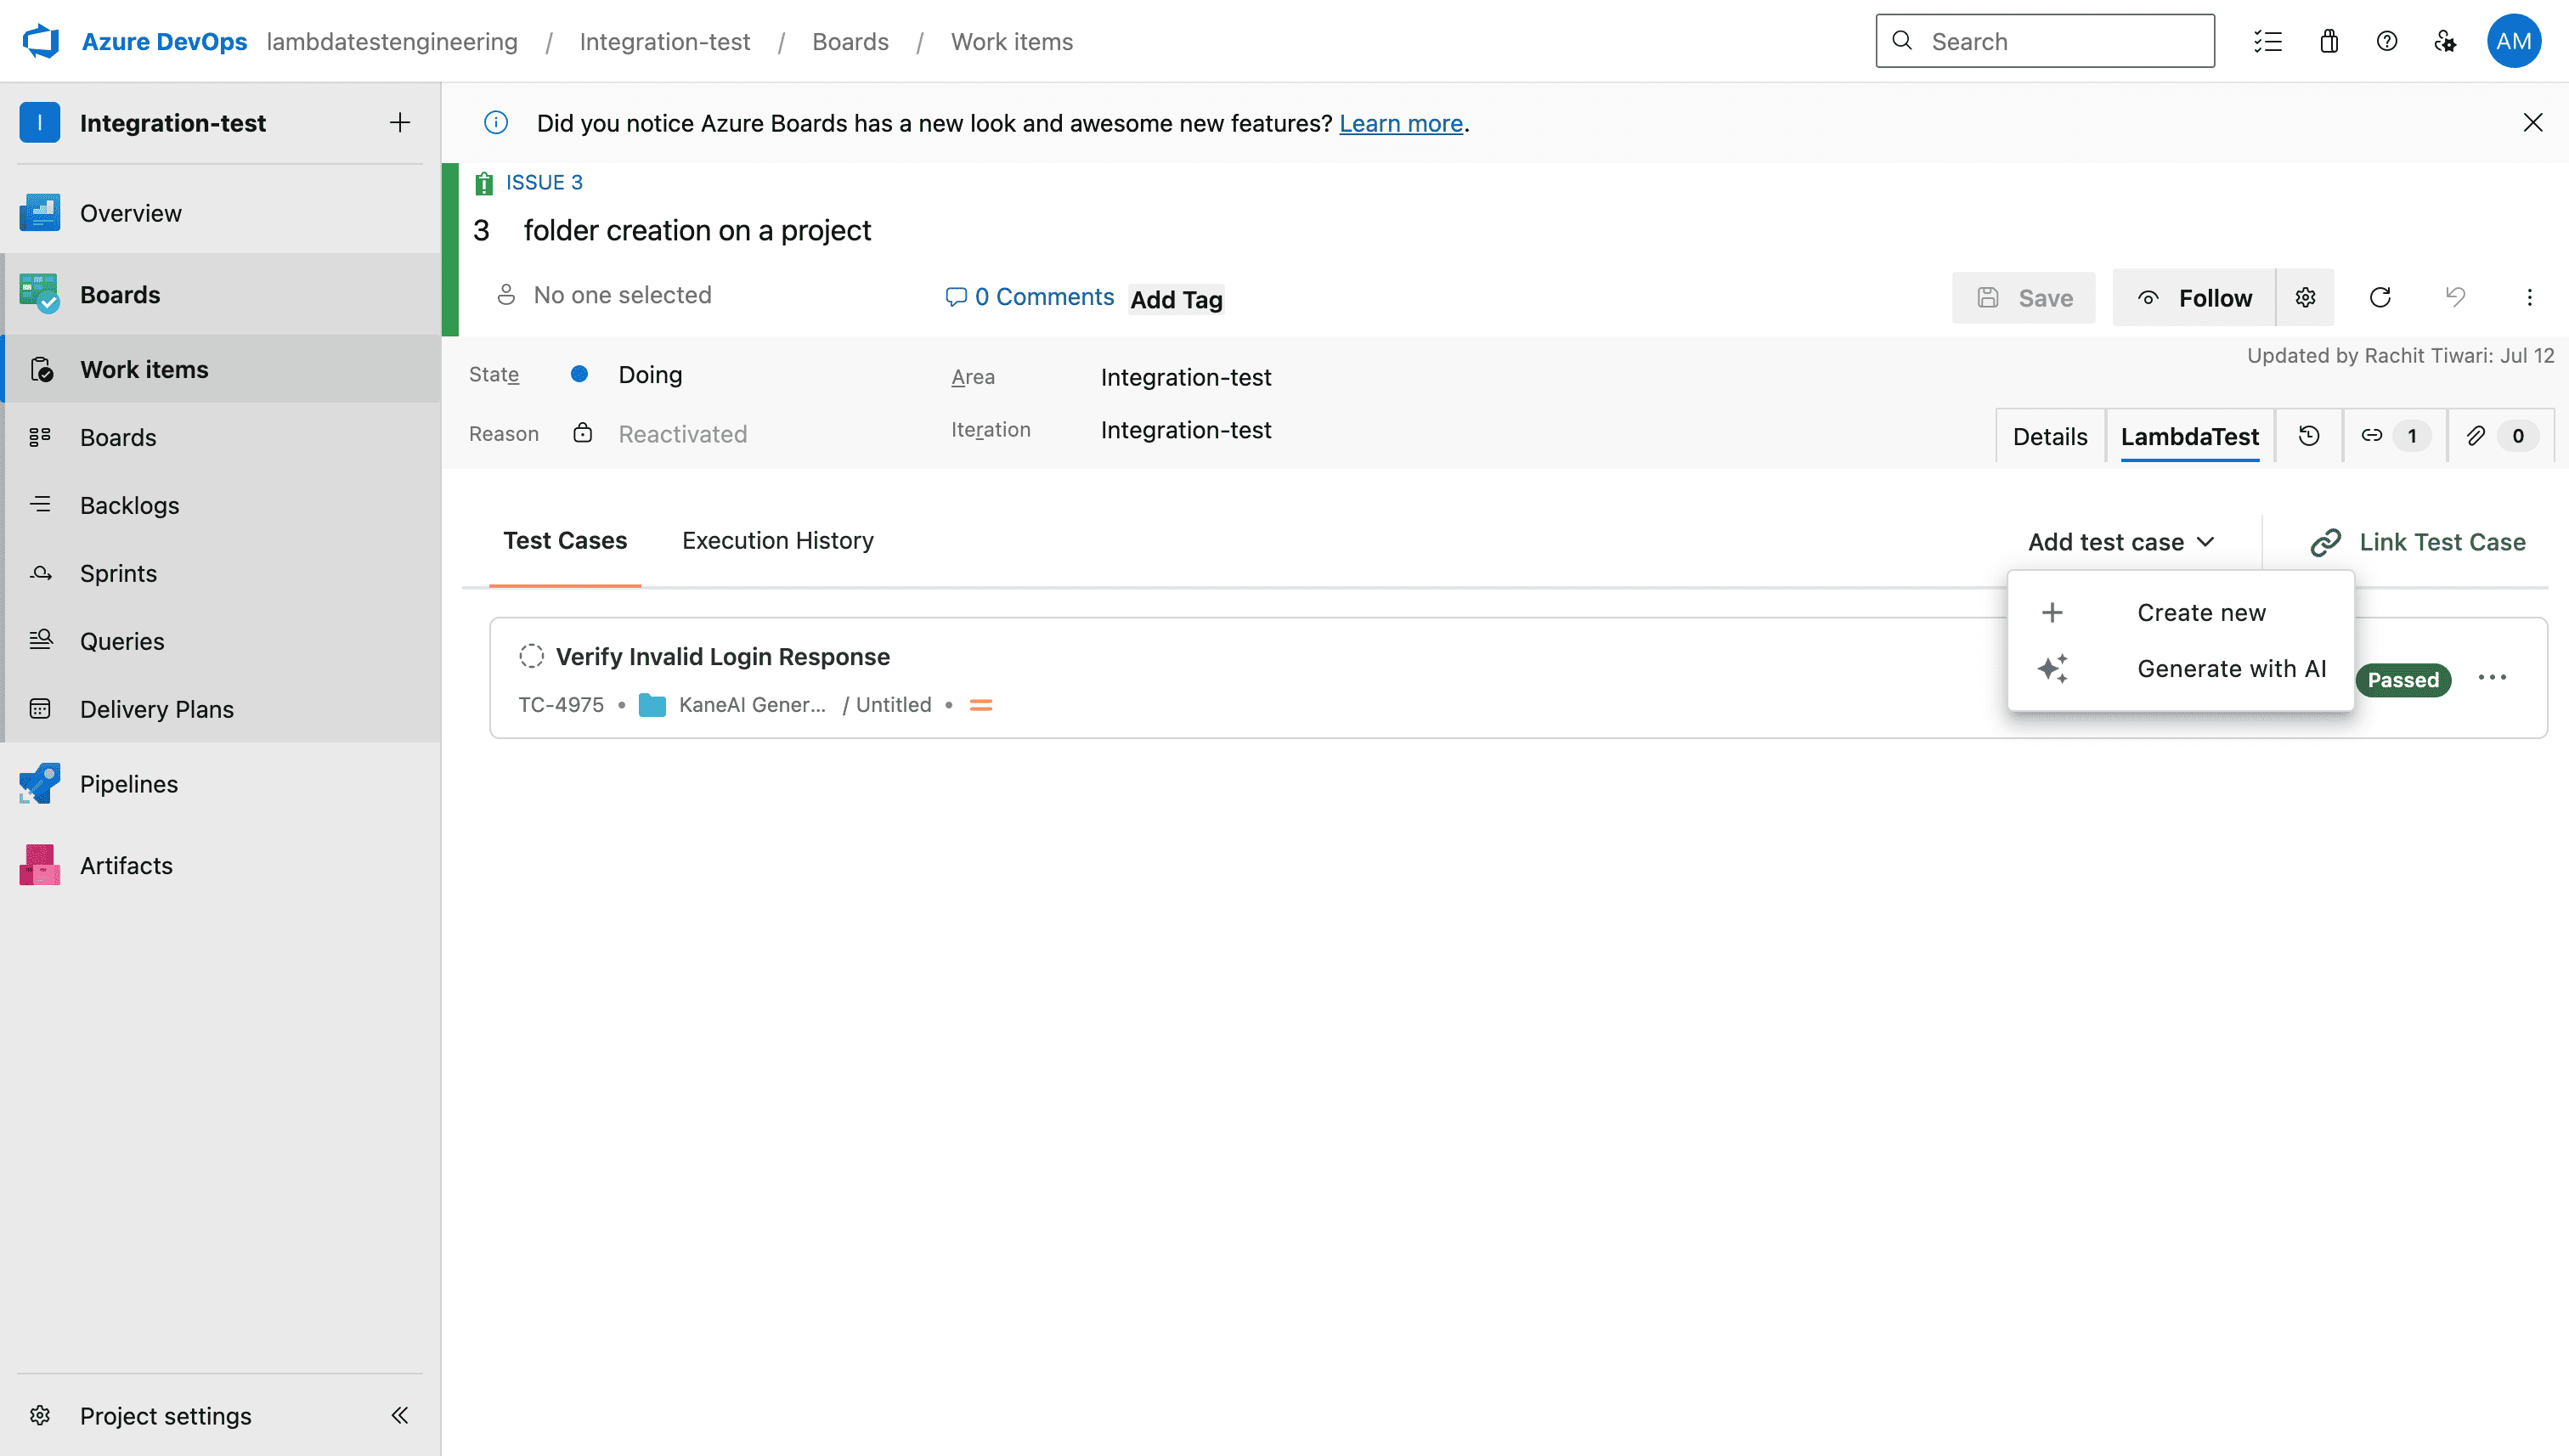 Azure DevOps lambdatestengineering / Integration-test / Boards / Work items
Search
AM
I Integration-test
Did you notice Azure Boards has a new look and awesome new features? Learn more.
Overview
Boards
Work items
Boards
Backlogs
Sprints
Queries
Delivery Plans
Pipelines
Artifacts
Project settings
ISSUE 3
3 folder creation on a project
No one selected
0 Comments
Add Tag
Save
Follow
Updated by Rachit Tiwari: Jul 12
State Doing
Area Integration-test
Reason Reactivated
Iteration Integration-test
Details
LambdaTest
1
0
Test Cases
Execution History
Add test case
Link Test Case
Create new
Generate with AI
Verify Invalid Login Response
TC-4975 • KaneAI Gener... / Untitled •
Passed